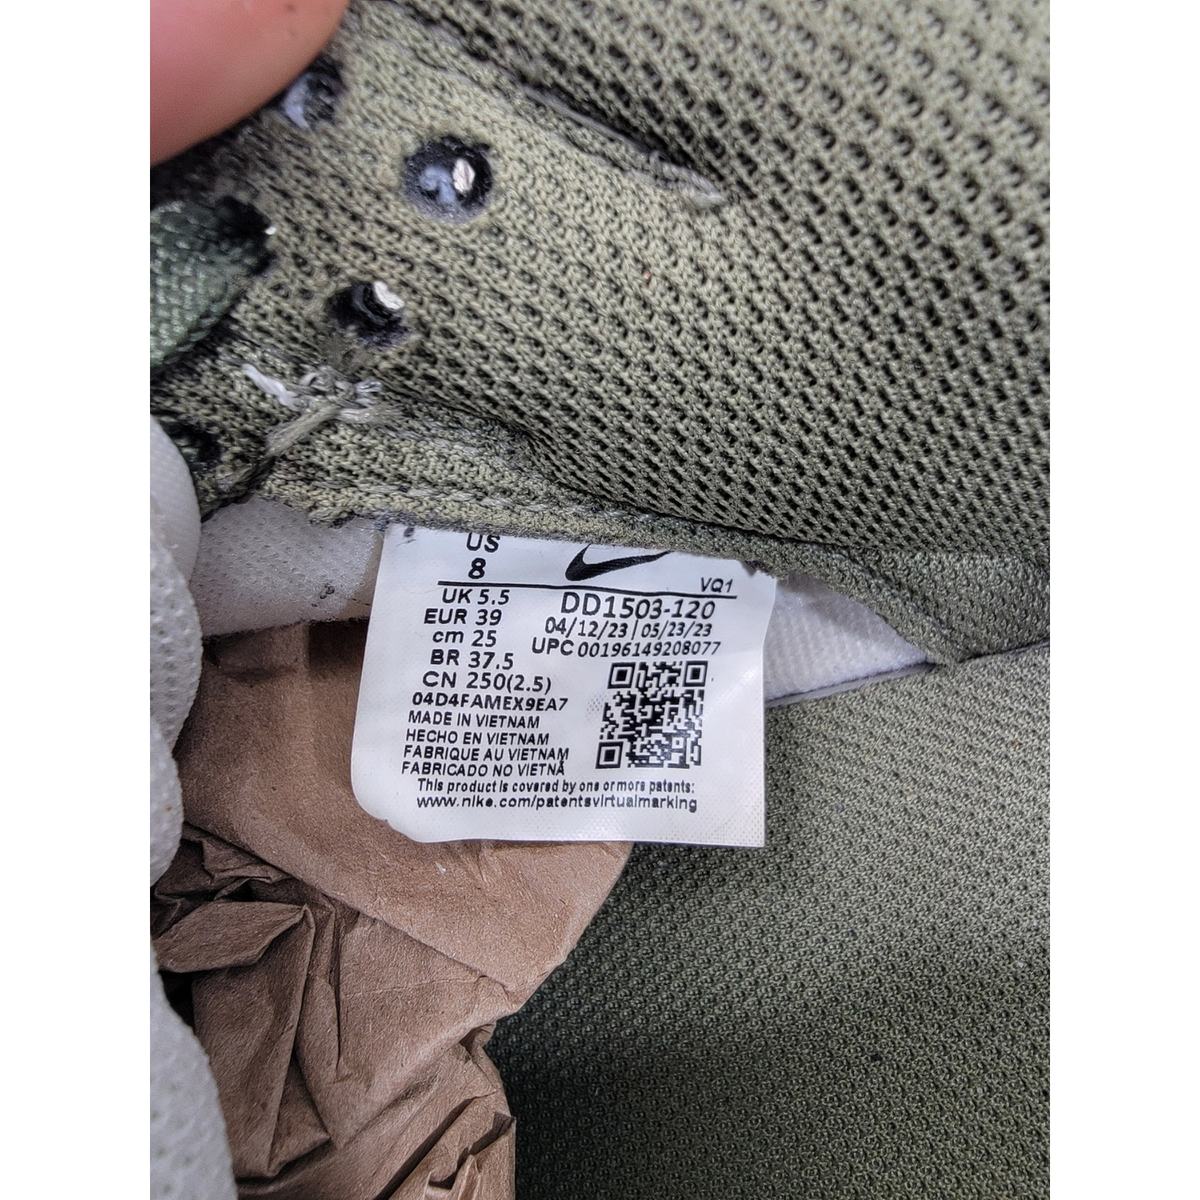 US
8
VQ1
UK 5.5
EUR 39
cm 25
BR 37.5
CN 250(2.5)
DD1503-120
04/12/23|05/23/23
UPC 00196149208077
04D4FAMEX9EA7
MADE IN VIETNAM
HECHO EN VIETNAM
FABRIQUE AU VIETNAM
FABRICADO NO VIETNÃ
This product is covered by one or more patents:
www.nike.com/patentsvirtualmarking